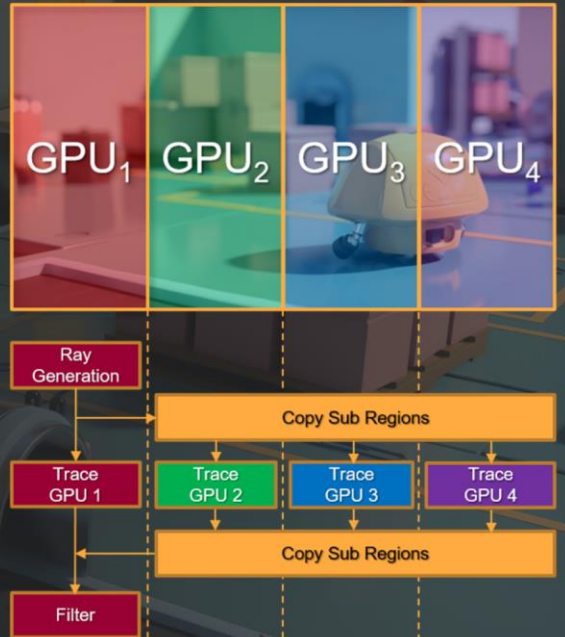 GPU₁ GPU₂ GPU₃ GPU₄
Ray
Generation
Copy Sub Regions
Trace
GPU 1
Trace
GPU 2
Trace
GPU 3
Trace
GPU 4
Copy Sub Regions
Filter